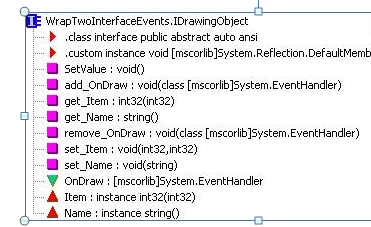 WrapTwoInterfaceEvents.IDrawingObject
.class interface public abstract auto ansi
.custom instance void [mscorlib]System.Reflection.DefaultMemb
SetValue : void()
add_OnDraw : void(class [mscorlib]System.EventHandler)
get_Item : int32(int32)
get_Name : string()
remove_OnDraw : void(class [mscorlib]System.EventHandler)
set_Item : void(int32,int32)
set_Name : void(string)
OnDraw : [mscorlib]System.EventHandler
Item : instance int32(int32)
Name : instance string()